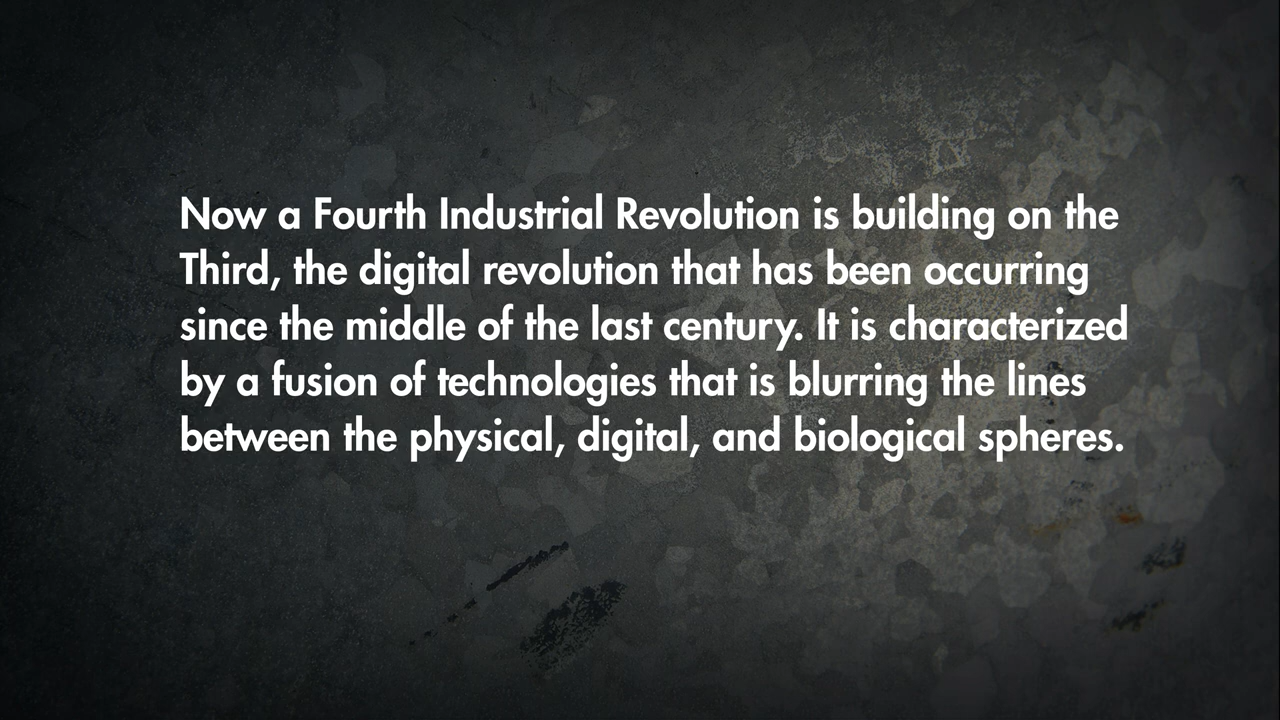 Now a Fourth Industrial Revolution is building on the
Third, the digital revolution that has been occurring
since the middle of the last century. It is characterized
by a fusion of technologies that is blurring the lines
between the physical, digital, and biological spheres.